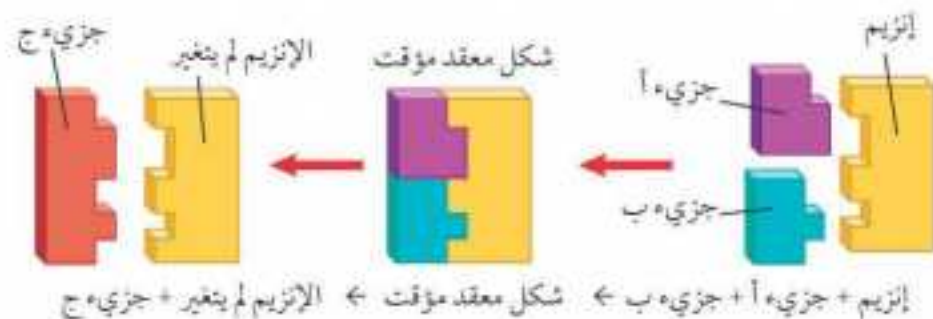 إنزيم
جزيء أ
جزيء ب
شكل معقد مؤقت
الإنزيم لم يتغير
جزيء ج
إنزيم + جزيء أ + جزيء ب ← شكل معقد مؤقت ← الإنزيم لم يتغير + جزيء ج